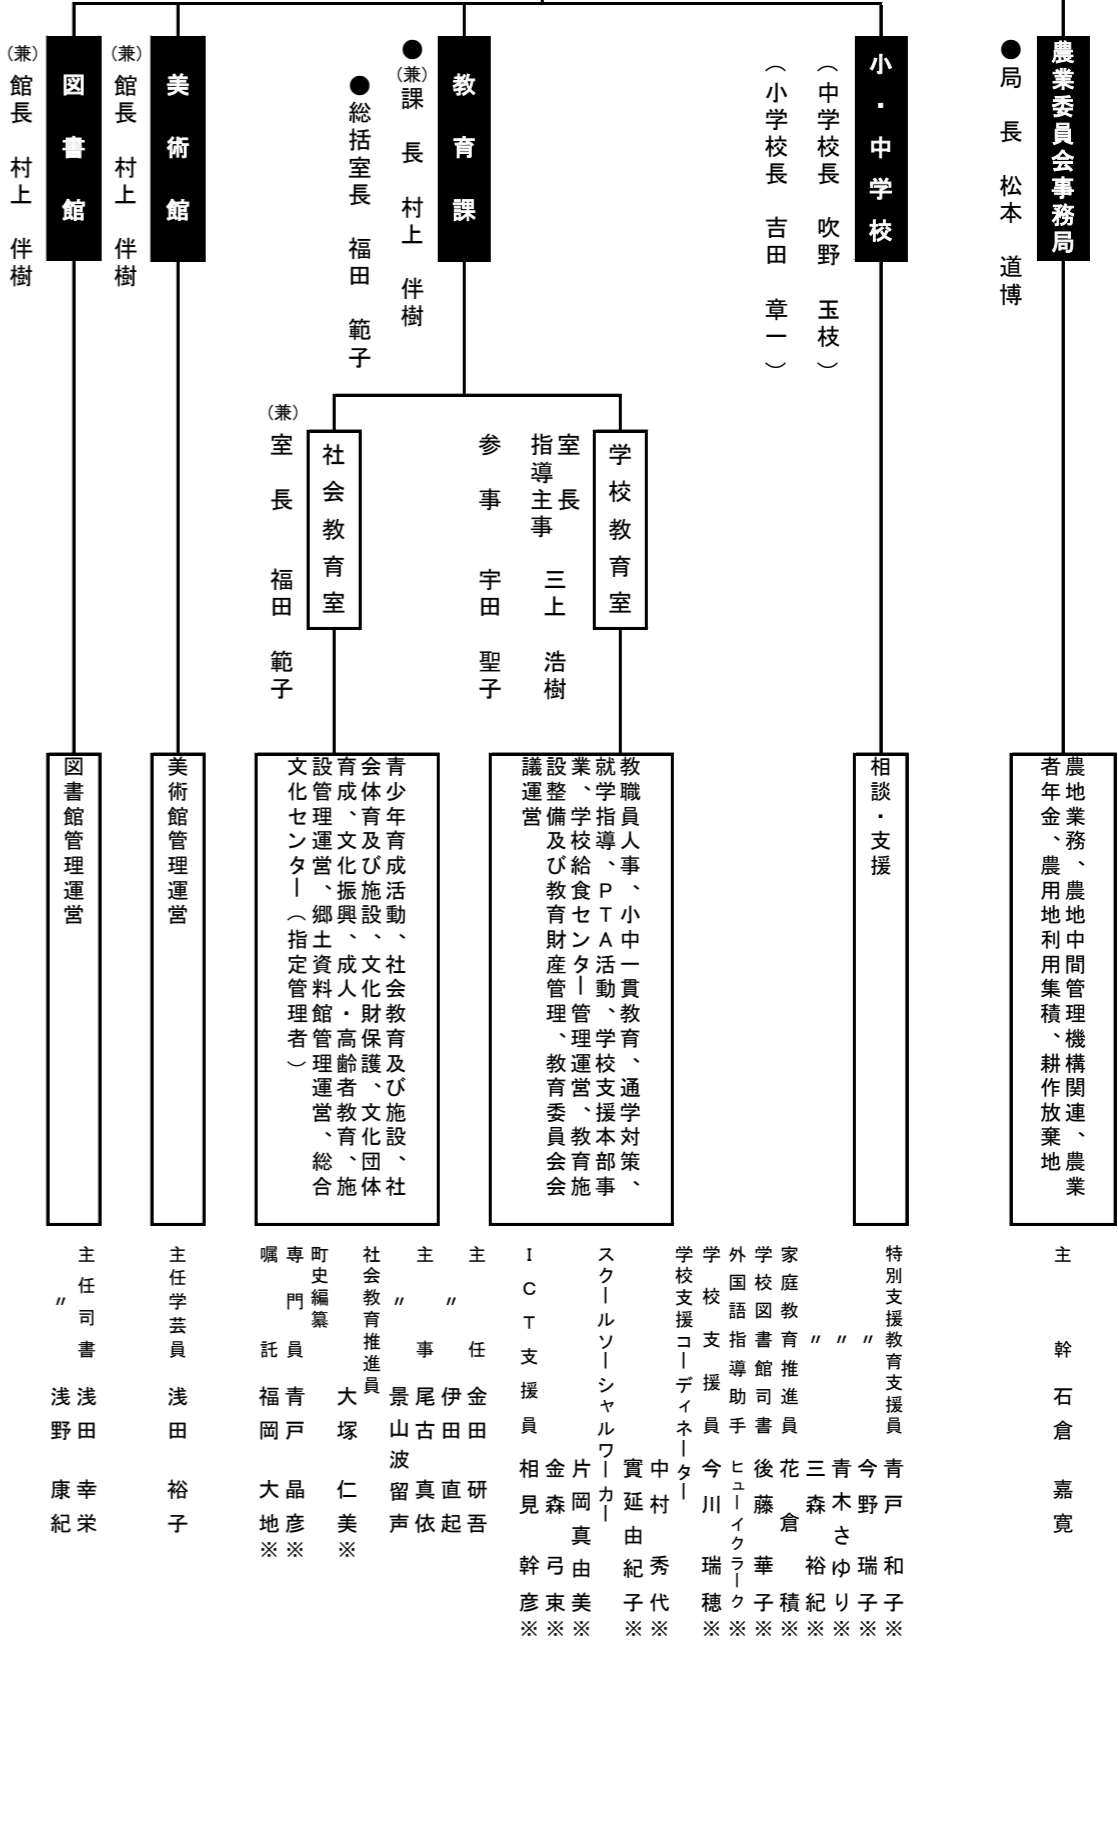 農業委員会事務局
●局長 松本 道博
農地業務、農地中間管理機構関連、農業
者年金、農用地利用集積、耕作放棄地
主幹 石倉 嘉寛
小・中学校
（中学校長 吹野 玉枝）
（小学校長 吉田 章一）
相談・支援
特別支援教育支援員 青戸 和子※
〃 今野 瑞子※
〃 青木さゆり※
〃 三森 裕紀※
家庭教育推進員 花倉 積※
学校図書館司書 後藤 華子※
外国語指導助手 ヒューイクラーク※
学校支援員 今川 瑞穂※
学校支援コーディネーター
中村 秀代※
實延由紀子※
スクールソーシャルワーカー
片岡真由美※
金森 弓束※
ICT支援員 相見 幹彦※
教育課
●(兼)課長 村上 伴樹
●総括室長 福田 範子
学校教育室
室長
指導主事
三上 浩樹
参事 宇田 聖子
教職員人事、小中一貫教育、通学対策、
就学指導、PTA活動、学校支援本部事
業、学校給食センター管理運営、教育施
設整備及び教育財産管理、教育委員会会
議運営
社会教育室
(兼)室長 福田 範子
青少年育成活動、社会教育及び施設、社
会体育及び施設、文化財保護、文化団体
育成、文化振興、成人・高齢者教育、施
設管理運営、郷土資料館管理運営、総合
文化センター（指定管理者）
主任 金田 研吾
〃 伊田 直起
主事 尾古 真依
〃 景山波留声
社会教育推進員
大塚 仁美※
町史編纂
専門員 青戸 晶彦※
嘱託 福岡 大地※
美術館
(兼)館長 村上 伴樹
美術館管理運営
主任学芸員 浅田 裕子
図書館
(兼)館長 村上 伴樹
図書館管理運営
主任司書 浅田 幸栄
〃 浅野 康紀